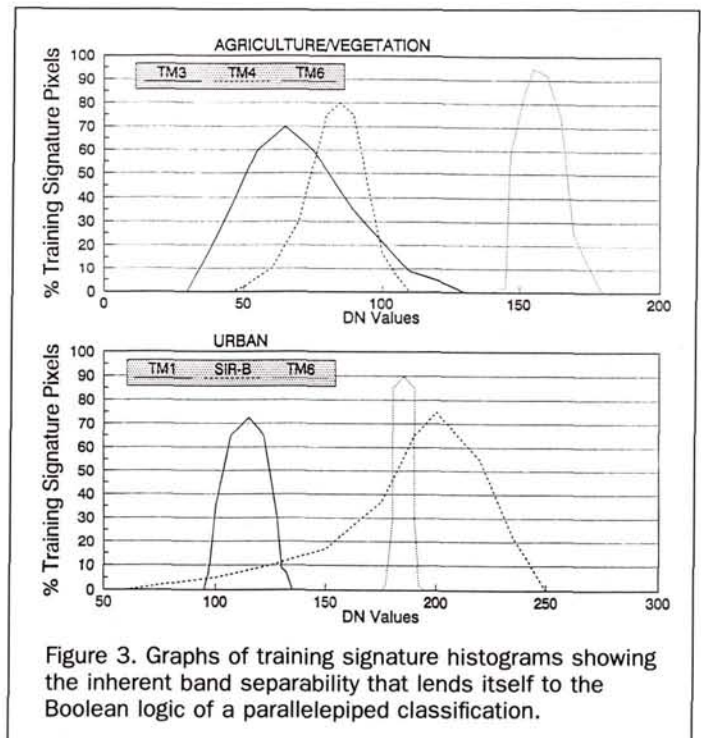 AGRICULTURE/VEGETATION
TM3 TM4 TM6
% Training Signature Pixels
100
90
80
70
60
50
40
30
20
10
0
0 50 100 150 200
DN Values
URBAN
TM1 SIR-B TM6
% Training Signature Pixels
100
90
80
70
60
50
40
30
20
10
0
50 100 150 200 250 300
DN Values
Figure 3. Graphs of training signature histograms showing
the inherent band separability that lends itself to the
Boolean logic of a parallelepiped classification.